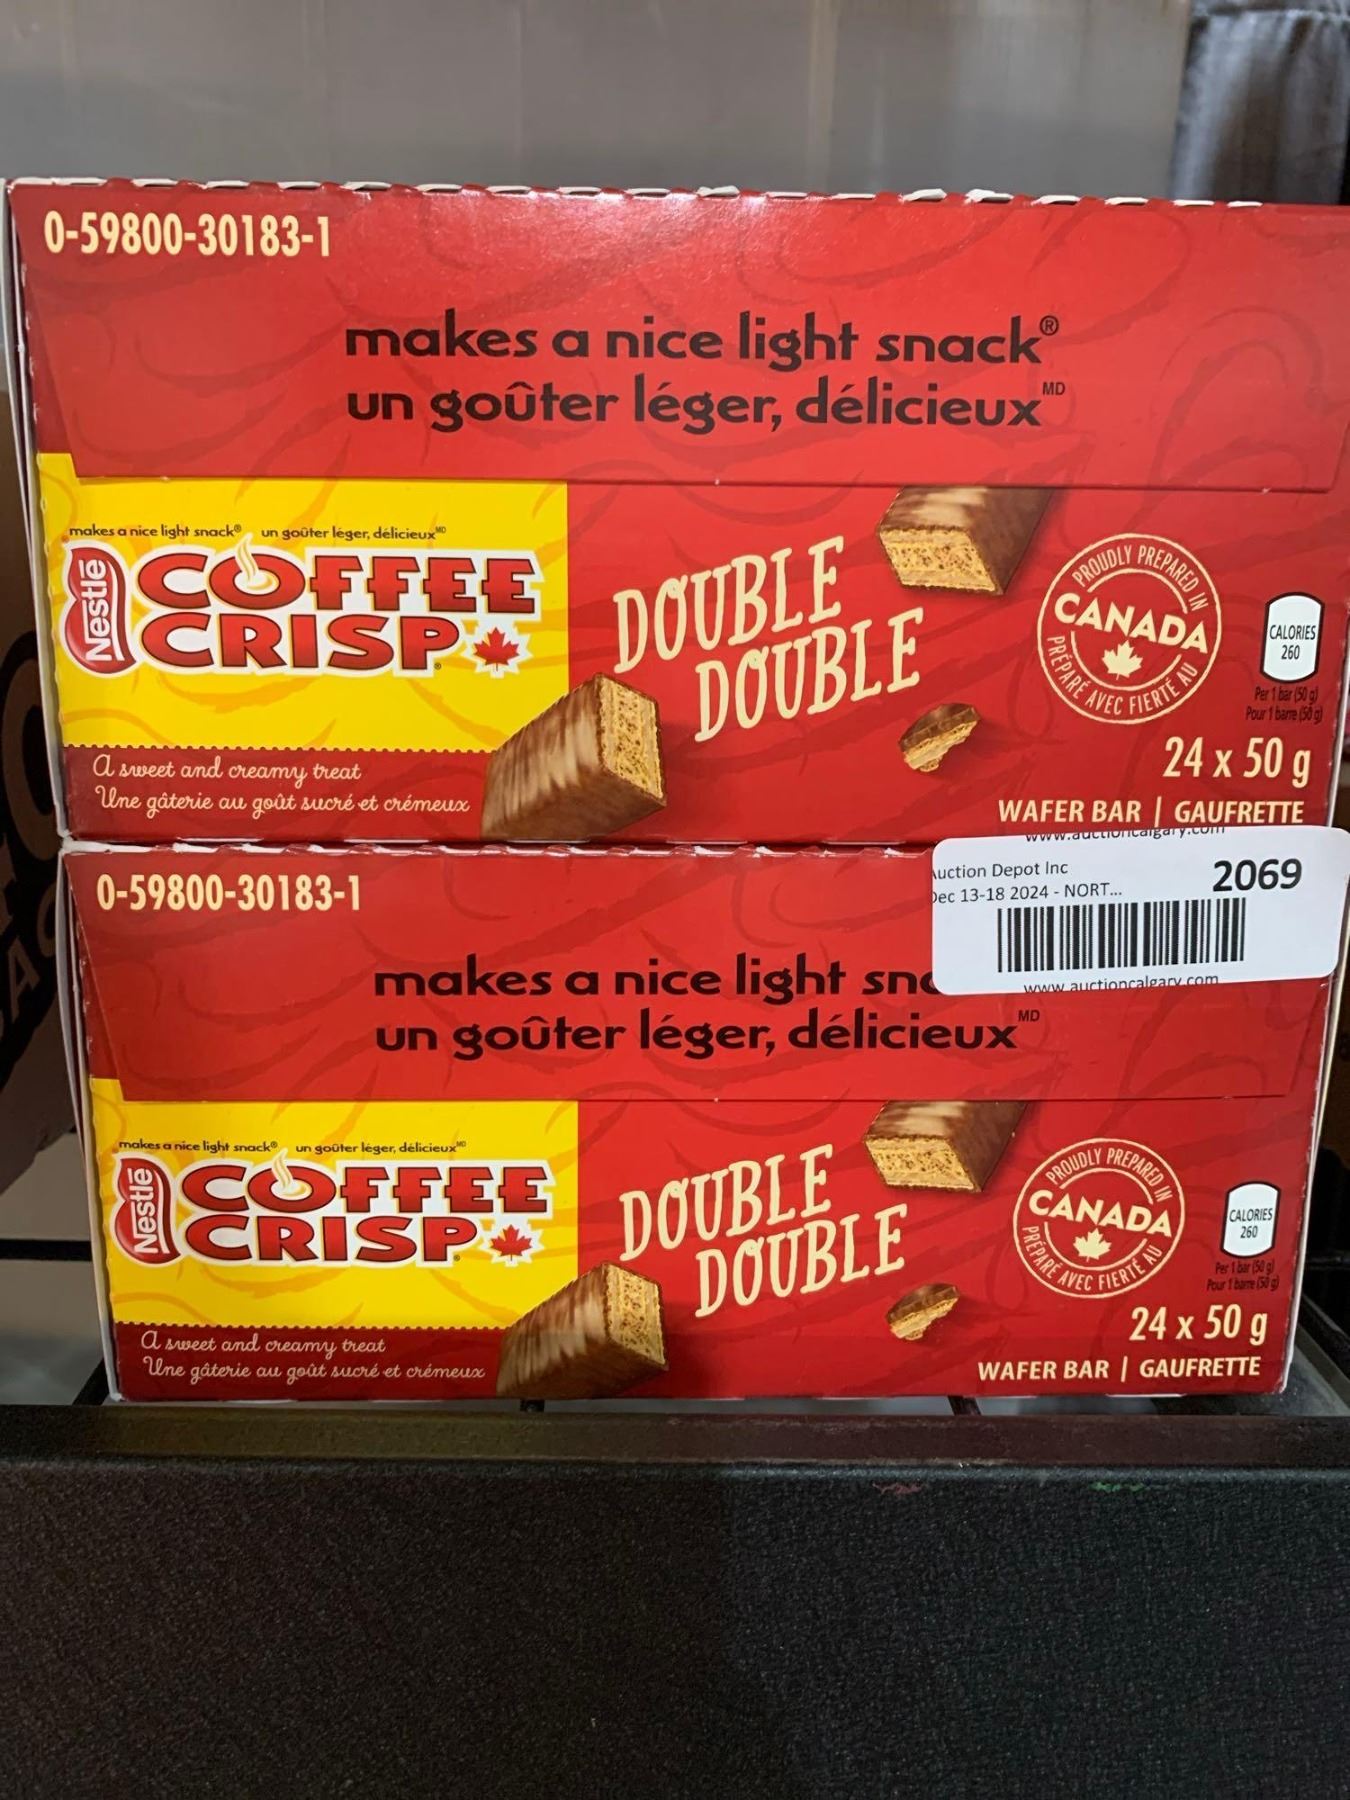 0-59800-30183-1
makes a nice light snack®
un goûter léger, délicieux MD
makes a nice light snack® un goûter léger, délicieux MD
Nestlé
COFFEE
CRISP®
DOUBLE
DOUBLE
PROUDLY PREPARED IN
CANADA
PRÉPARÉ AVEC FIERTÉ AU
CALORIES
260
Per 1 bar (50 g)
Pour 1 barre (50 g)
A sweet and creamy treat
Une gâterie au goût sucré et crémeux
24 x 50 g
WAFER BAR | GAUFRETTE
www.auctioncalgary.com
Auction Depot Inc
2069
Dec 13-18 2024 - NORT...
www.auctioncalgary.com
0-59800-30183-1
makes a nice light sna
un goûter léger, délicieux MD
makes a nice light snack® un goûter léger, délicieux MD
Nestlé
COFFEE
CRISP®
DOUBLE
DOUBLE
PROUDLY PREPARED IN
CANADA
PRÉPARÉ AVEC FIERTÉ AU
CALORIES
260
Per 1 bar (50 g)
Pour 1 barre (50 g)
A sweet and creamy treat
Une gâterie au goût sucré et crémeux
24 x 50 g
WAFER BAR | GAUFRETTE